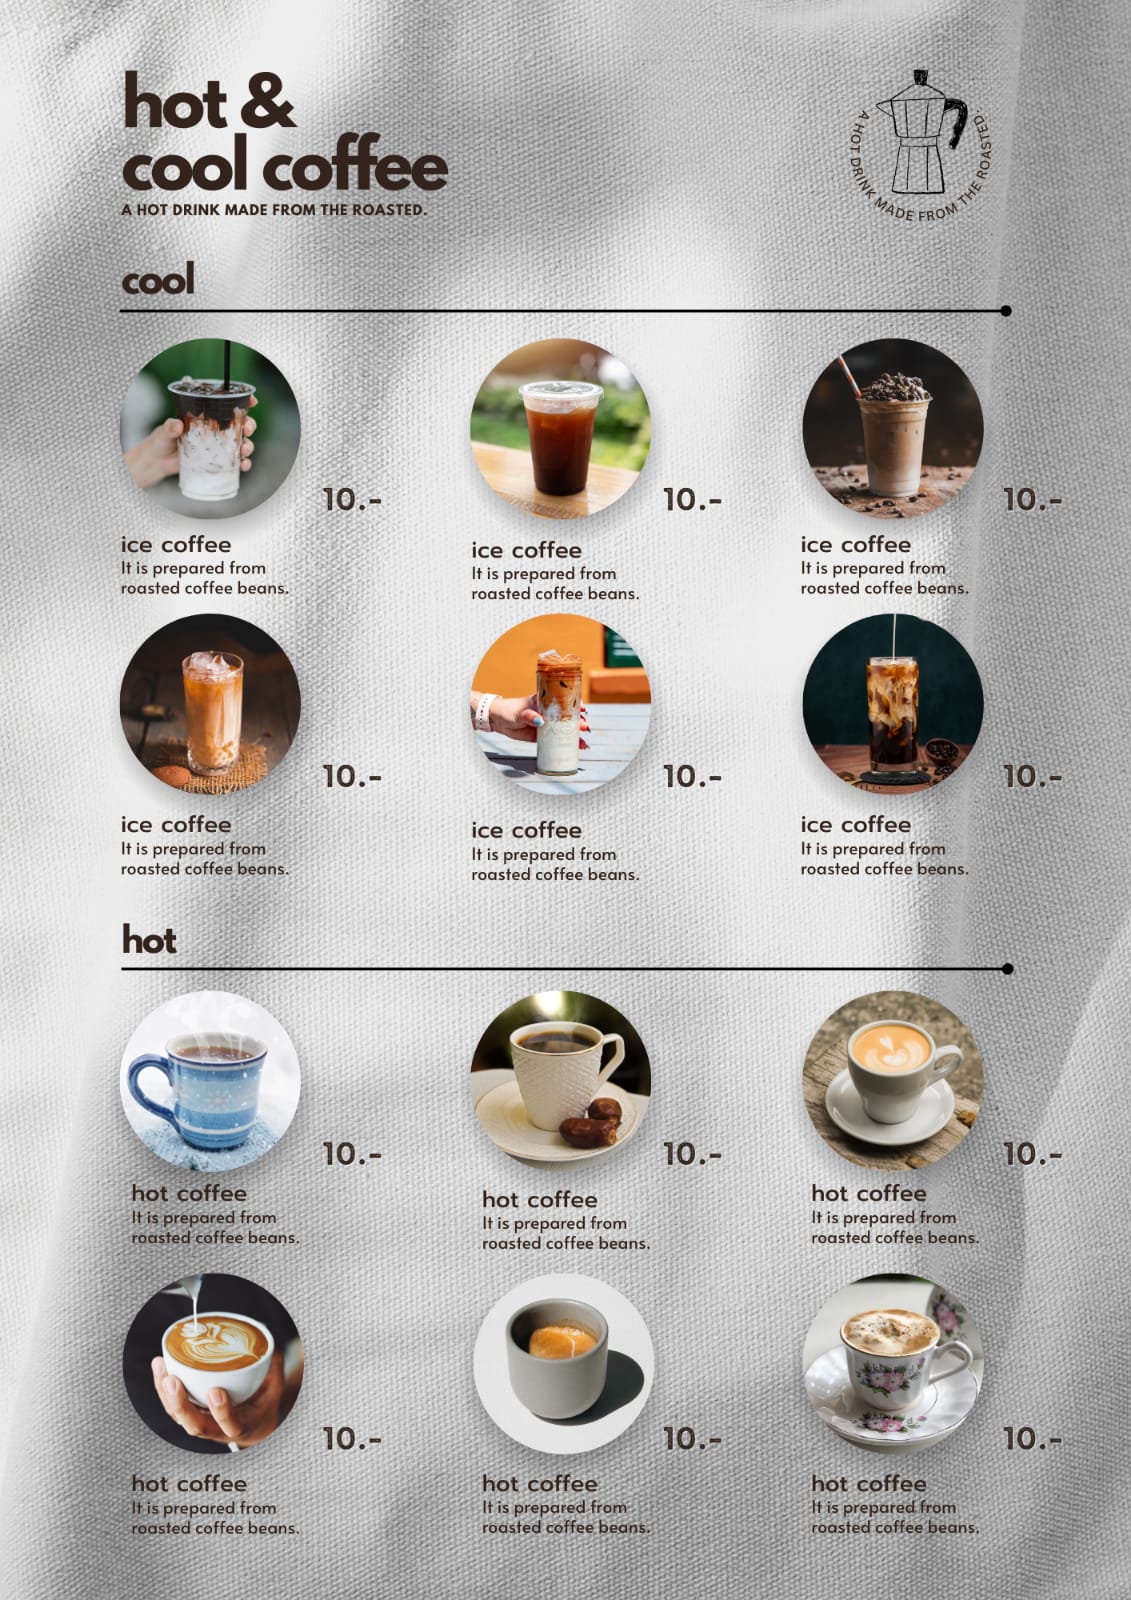 hot &
cool coffee
A HOT DRINK MADE FROM THE ROASTED.
A HOT DRINK MADE FROM THE ROASTED.
cool
10.-
10.-
10.-
ice coffee
It is prepared from
roasted coffee beans.
ice coffee
It is prepared from
roasted coffee beans.
ice coffee
It is prepared from
roasted coffee beans.
10.-
10.-
10.-
ice coffee
It is prepared from
roasted coffee beans.
ice coffee
It is prepared from
roasted coffee beans.
ice coffee
It is prepared from
roasted coffee beans.
hot
10.-
10.-
10.-
hot coffee
It is prepared from
roasted coffee beans.
hot coffee
It is prepared from
roasted coffee beans.
hot coffee
It is prepared from
roasted coffee beans.
10.-
10.-
10.-
hot coffee
It is prepared from
roasted coffee beans.
hot coffee
It is prepared from
roasted coffee beans.
hot coffee
It is prepared from
roasted coffee beans.